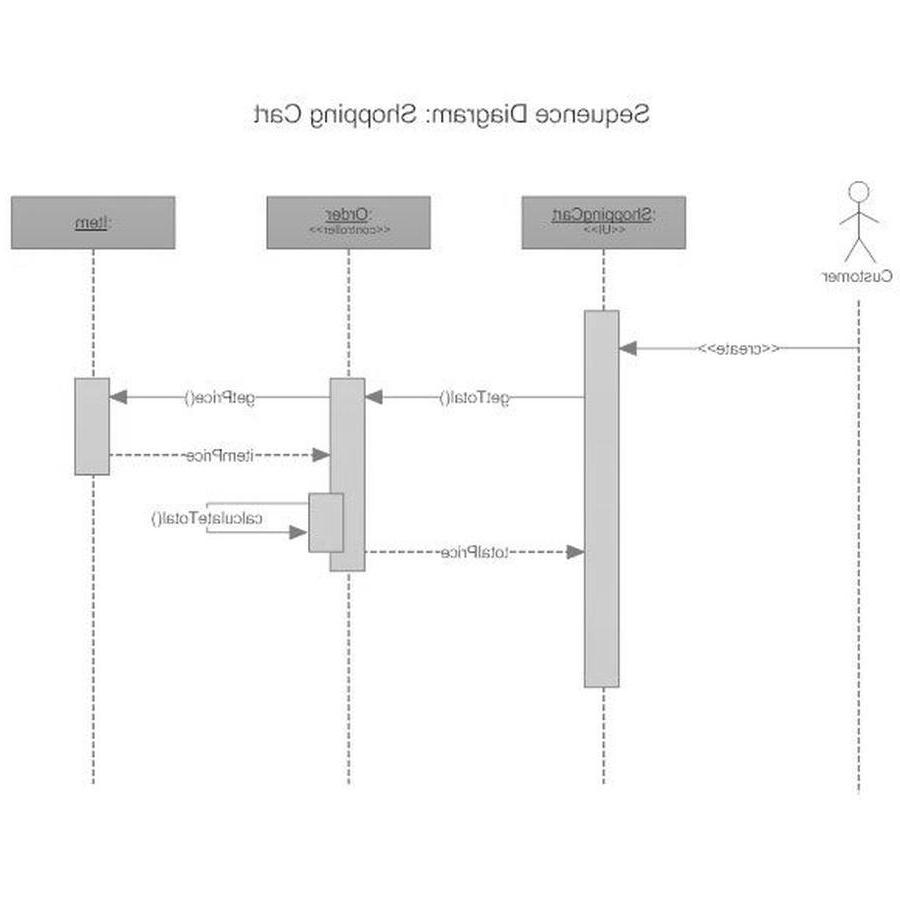 Sequence Diagram: Shopping Cart
Customer
:ShoppingCart
<<UI>>
:Order
<<controller>>
:Item
<<create>>
getTotal()
getPrice()
itemPrice
calculateTotal()
totalPrice